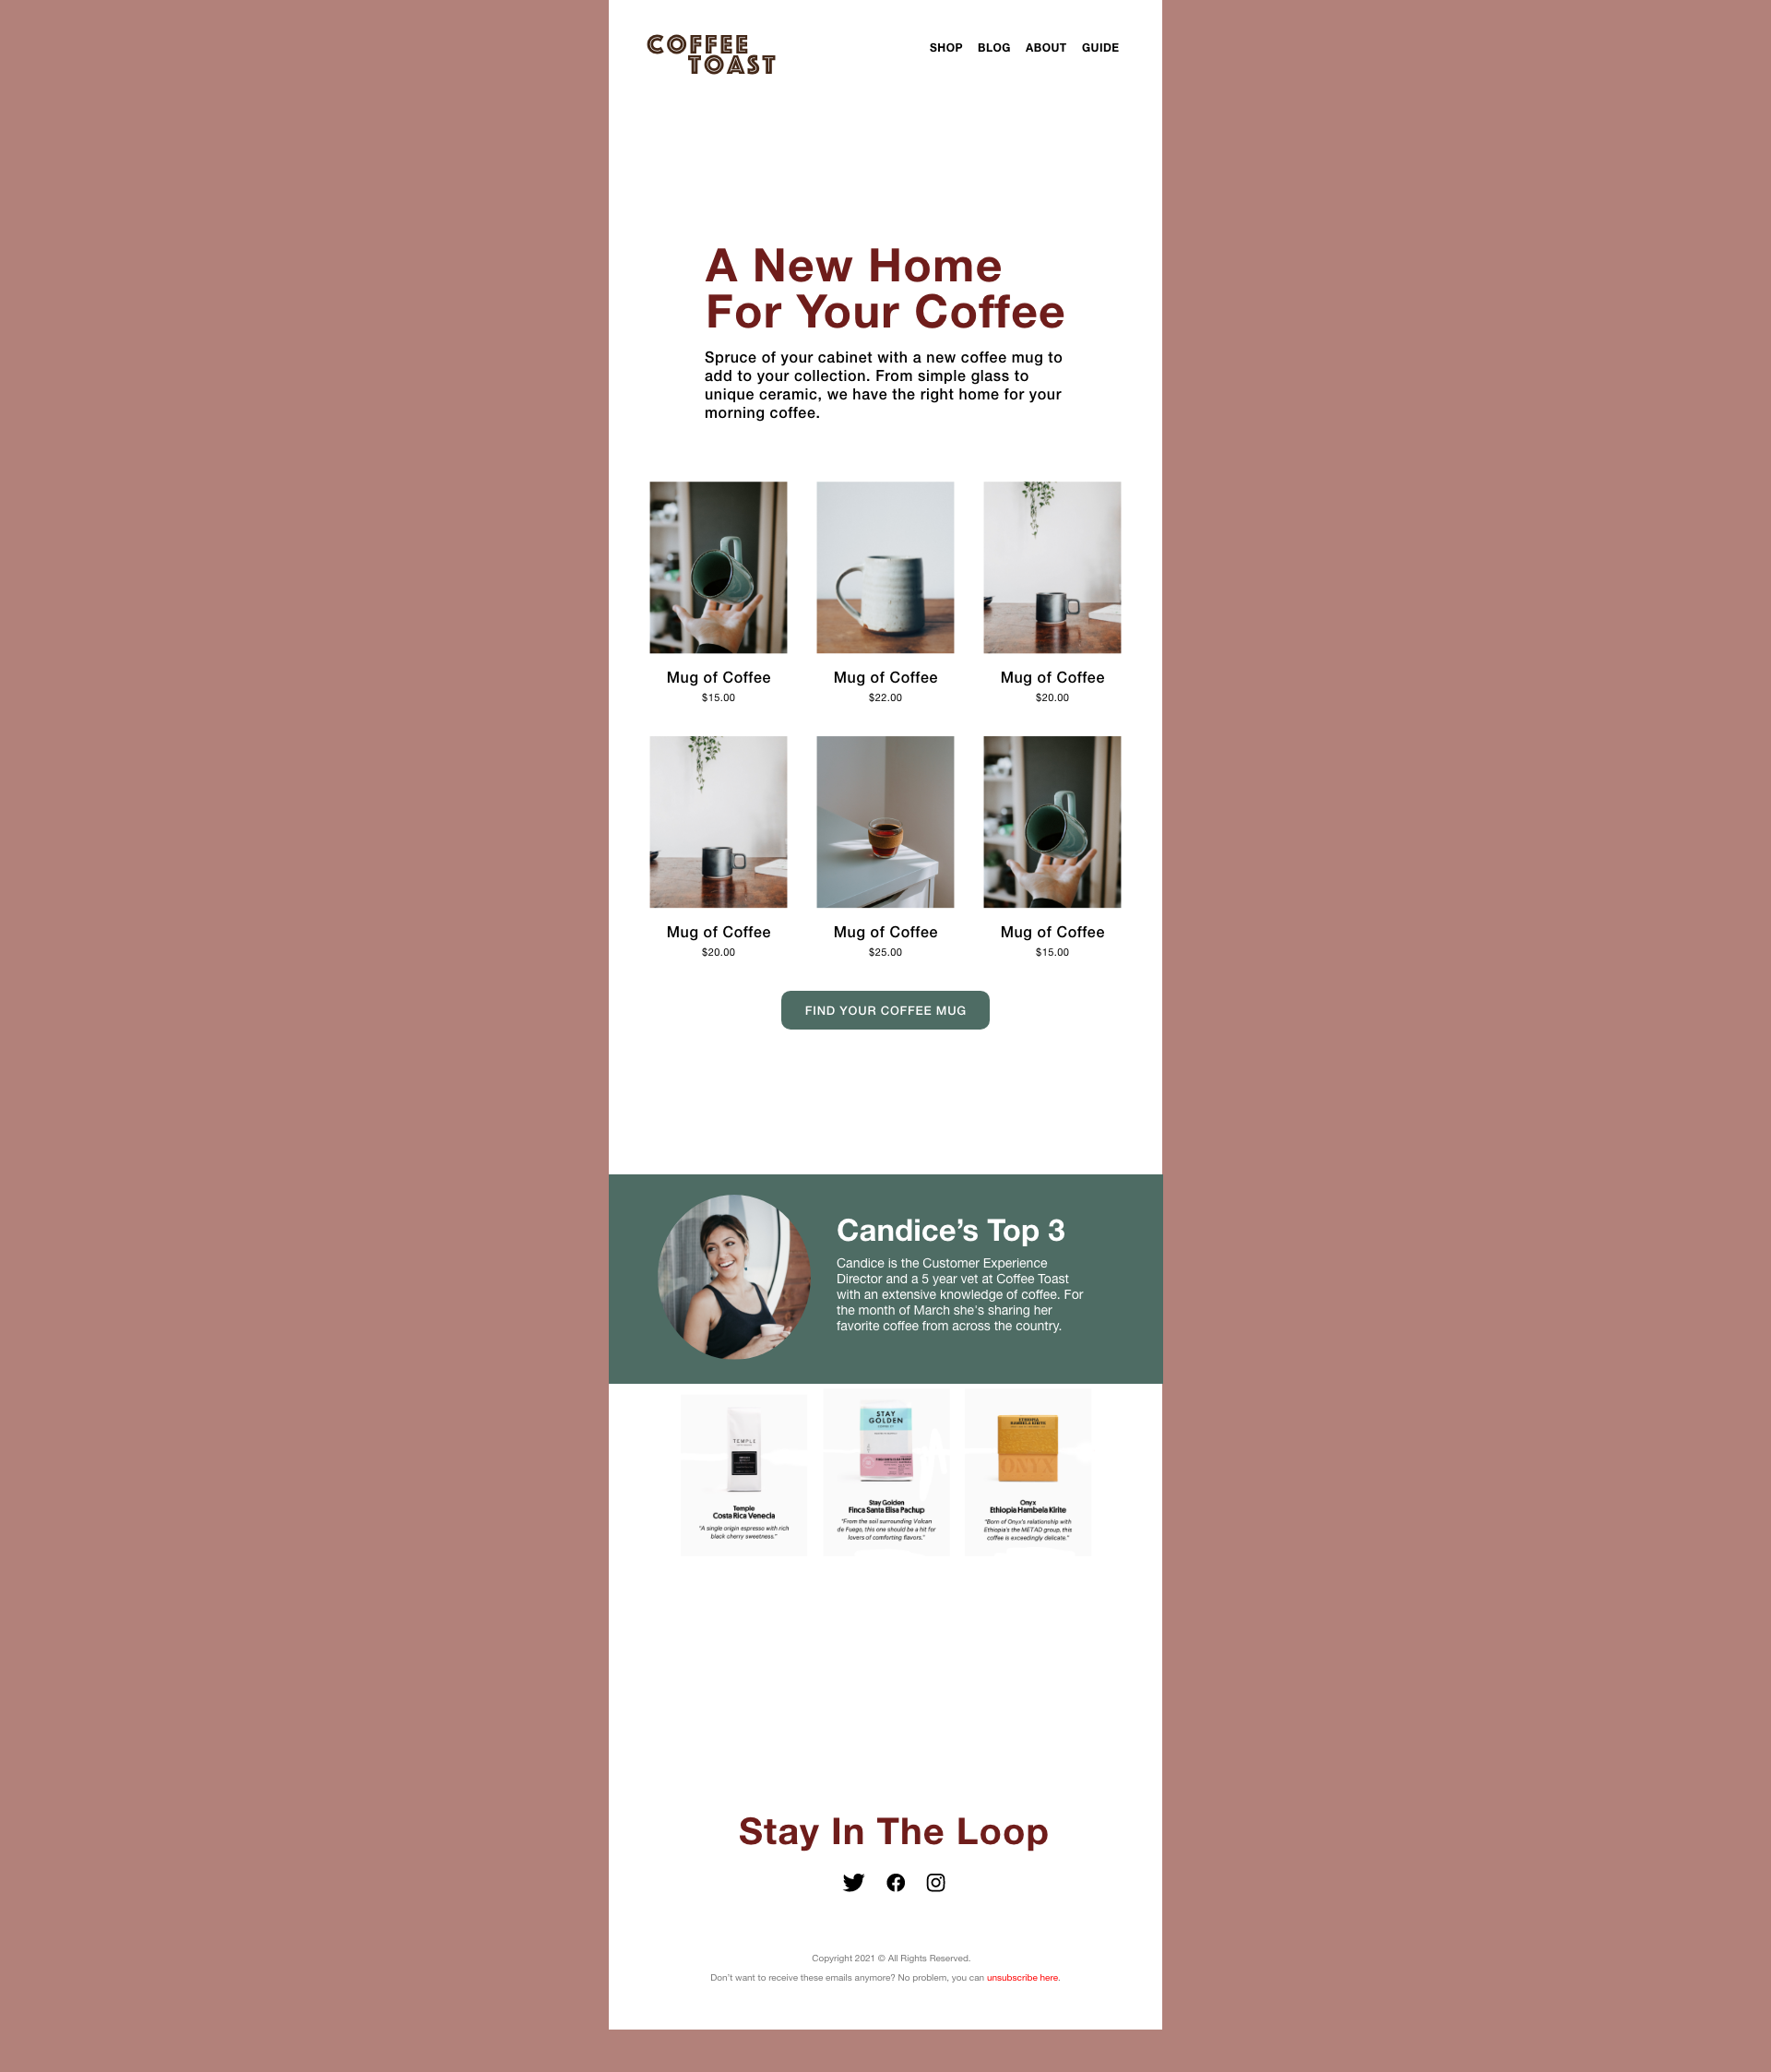 COFFEE
TOAST
SHOP BLOG ABOUT GUIDE
A New Home
For Your Coffee
Spruce of your cabinet with a new coffee mug to
add to your collection. From simple glass to
unique ceramic, we have the right home for your
morning coffee.
Mug of Coffee
$15.00
Mug of Coffee
$22.00
Mug of Coffee
$20.00
Mug of Coffee
$20.00
Mug of Coffee
$25.00
Mug of Coffee
$15.00
FIND YOUR COFFEE MUG
Candice’s Top 3
Candice is the Customer Experience
Director and a 5 year vet at Coffee Toast
with an extensive knowledge of coffee. For
the month of March she's sharing her
favorite coffee from across the country.
TEMPLE
Temple
Costa Rica Venecia
"A single origin espresso with rich
black cherry sweetness."
STAY
GOLDEN
Stay Golden
Finca Santa Elisa Pachup
"From the soil surrounding Volcan
de Fuego, this one should be a hit for
lovers of comforting flavors."
ETHIOPIA
HAMBELA KIRITE
ONYX
Onyx
Ethiopia Hambela Kirite
"Born of Onyx's relationship with
Ethiopia's the METAD group, this
coffee is exceedingly delicate."
Stay In The Loop
Copyright 2021 © All Rights Reserved.
Don’t want to receive these emails anymore? No problem, you can unsubscribe here.